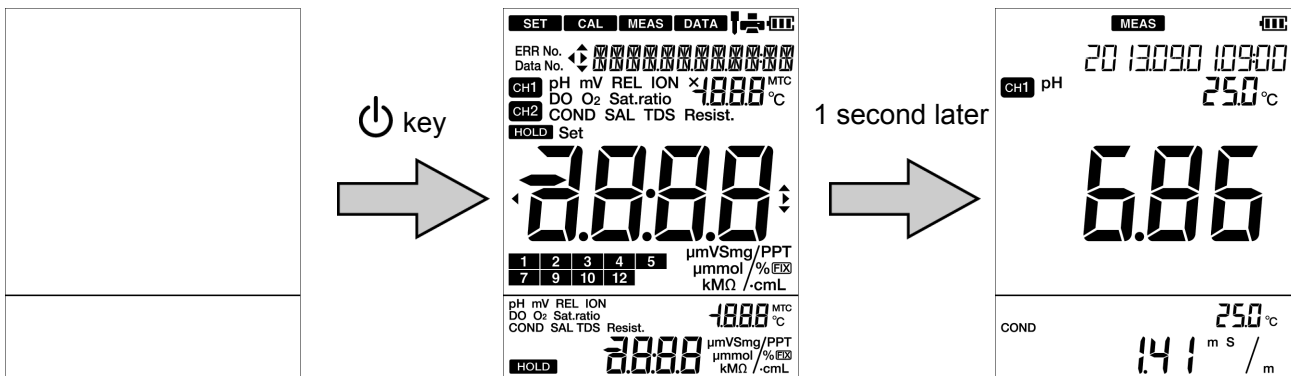 key
SET CAL MEAS DATA
ERR No.
Data No.
CH1 pH mV REL ION × MTC
DO O2 Sat.ratio °C
CH2 COND SAL TDS Resist.
HOLD Set
µmVSmg/PPT
1 2 3 4 5 µmmol /% FIX
7 9 10 12 kMΩ /·cmL
pH mV REL ION MTC
DO O2 Sat.ratio °C
COND SAL TDS Resist.
µmVSmg/PPT
µmmol /% FIX
HOLD kMΩ /·cmL
1 second later
MEAS
2013.09.01.09:00
CH1 pH 25.0 °C
6.86
COND 25.0 °C
1.41 m S / m